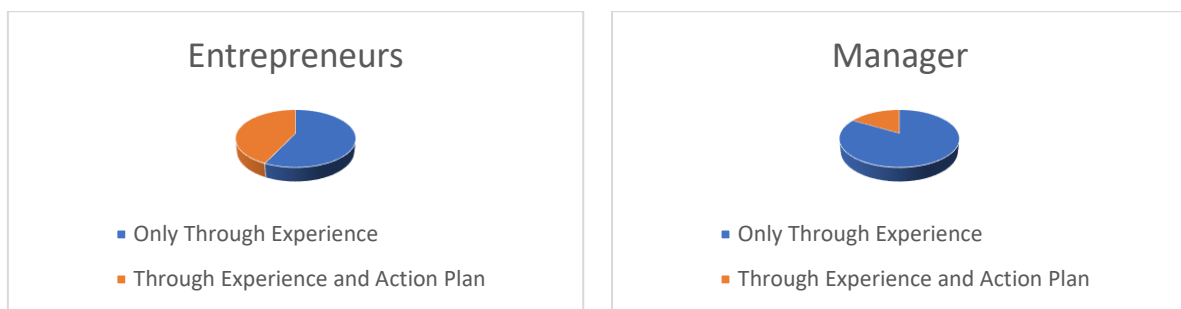 Entrepreneurs
Only Through Experience
Through Experience and Action Plan
Manager
Only Through Experience
Through Experience and Action Plan